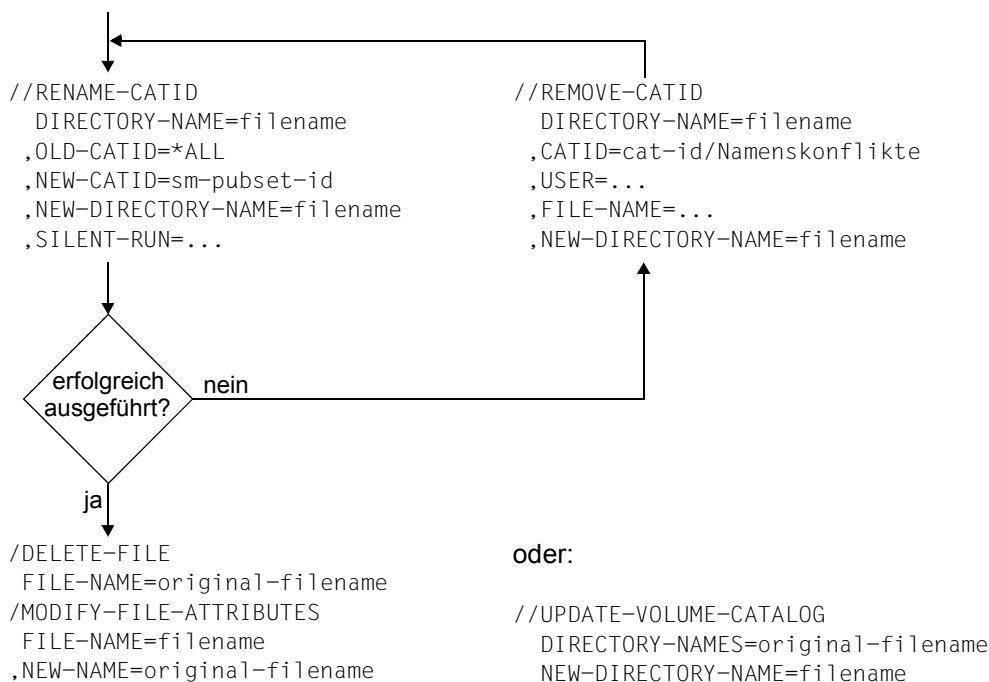 //RENAME-CATID
DIRECTORY-NAME=filename
,OLD-CATID=*ALL
,NEW-CATID=sm-pubset-id
,NEW-DIRECTORY-NAME=filename
,SILENT-RUN=...
//REMOVE-CATID
DIRECTORY-NAME=filename
,CATID=cat-id/Namenskonflikte
,USER=...
,FILE-NAME=...
,NEW-DIRECTORY-NAME=filename
erfolgreich
ausgeführt?
nein
ja
/DELETE-FILE
FILE-NAME=original-filename
/MODIFY-FILE-ATTRIBUTES
FILE-NAME=filename
,NEW-NAME=original-filename
oder:
//UPDATE-VOLUME-CATALOG
DIRECTORY-NAMES=original-filename
NEW-DIRECTORY-NAME=filename